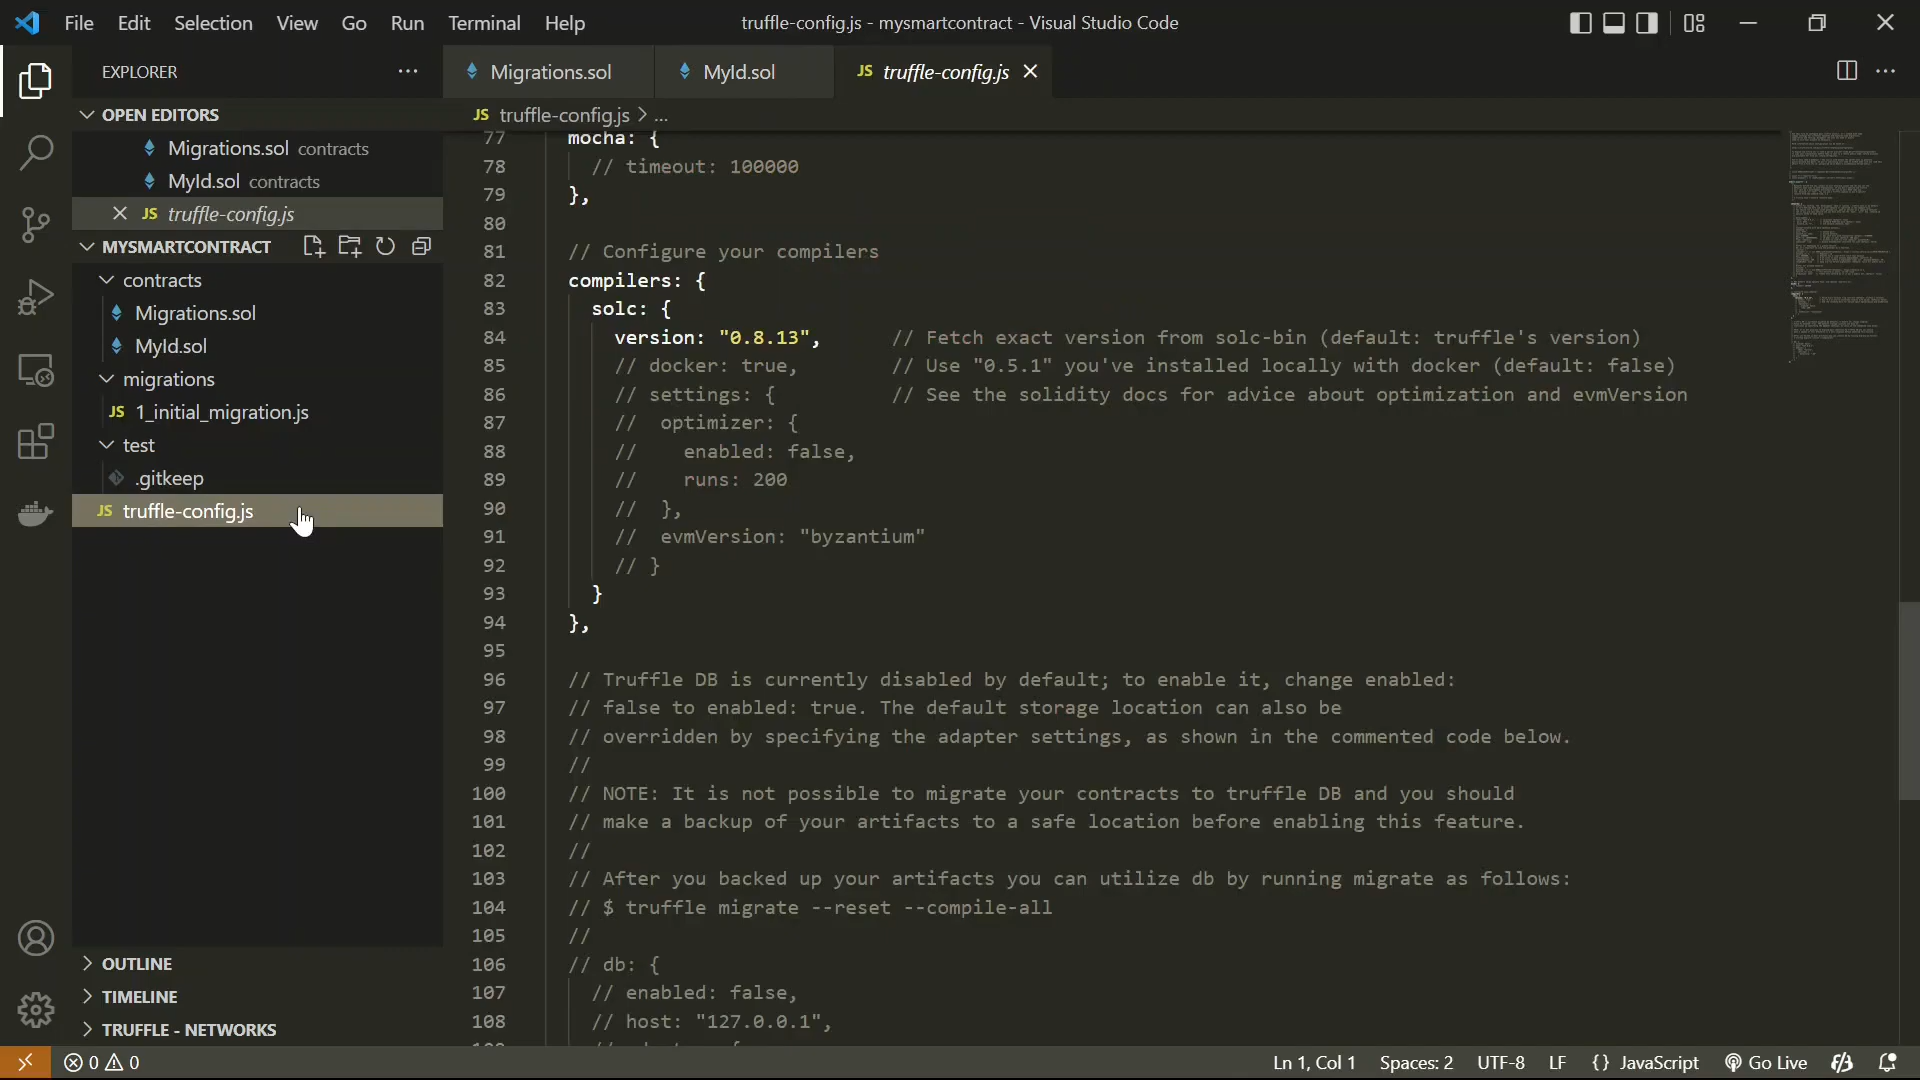 File Edit Selection View Go Run Terminal Help
truffle-config.js - mysmartcontract - Visual Studio Code
EXPLORER
OPEN EDITORS
Migrations.sol contracts
MyId.sol contracts
JS truffle-config.js
MYSMARTCONTRACT
contracts
Migrations.sol
MyId.sol
migrations
JS 1_initial_migration.js
test
.gitkeep
JS truffle-config.js
OUTLINE
TIMELINE
TRUFFLE - NETWORKS
Migrations.sol
MyId.sol
JS truffle-config.js
JS truffle-config.js > ...
77 mocha: {
78 // timeout: 100000
79 },
80
81 // Configure your compilers
82 compilers: {
83 solc: {
84 version: "0.8.13", // Fetch exact version from solc-bin (default: truffle's version)
85 // docker: true, // Use "0.5.1" you've installed locally with docker (default: false)
86 // settings: { // See the solidity docs for advice about optimization and evmVersion
87 // optimizer: {
88 // enabled: false,
89 // runs: 200
90 // },
91 // evmVersion: "byzantium"
92 // }
93 }
94 },
95
96 // Truffle DB is currently disabled by default; to enable it, change enabled:
97 // false to enabled: true. The default storage location can also be
98 // overridden by specifying the adapter settings, as shown in the commented code below.
99 //
100 // NOTE: It is not possible to migrate your contracts to truffle DB and you should
101 // make a backup of your artifacts to a safe location before enabling this feature.
102 //
103 // After you backed up your artifacts you can utilize db by running migrate as follows:
104 // $ truffle migrate --reset --compile-all
105 //
106 // db: {
107 // enabled: false,
108 // host: "127.0.0.1",
0 0
Ln 1, Col 1 Spaces: 2 UTF-8 LF {} JavaScript Go Live